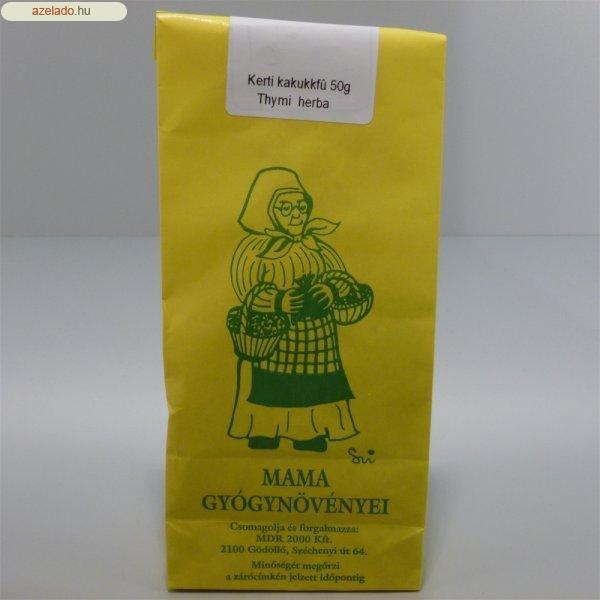 azelado.hu
Kerti kakukkfû 50g
Thymi herba
Svi
MAMA
GYÓGYNÖVÉNYEI
Csomagolja és forgalmazza:
MDR 2000 Kft.
2100 Gödöllő, Széchenyi út 64.
Minőségét megőrzi
a zárócímkén jelzett időpontig